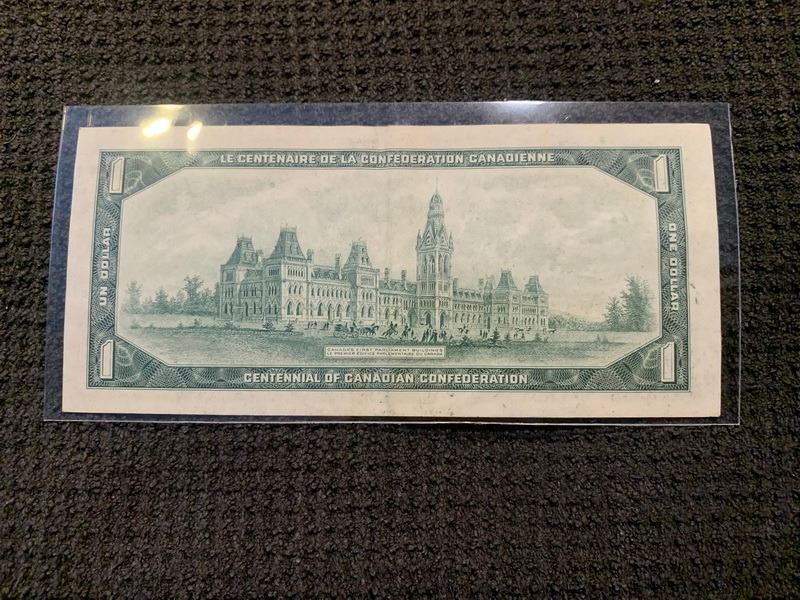 1
LE CENTENAIRE DE LA CONFÉDÉRATION CANADIENNE
1
UN DOLLAR
ONE DOLLAR
CANADA'S FIRST PARLIAMENT BUILDINGS
LE PREMIER ÉDIFICE PARLEMENTAIRE DU CANADA
1
CENTENNIAL OF CANADIAN CONFEDERATION
1